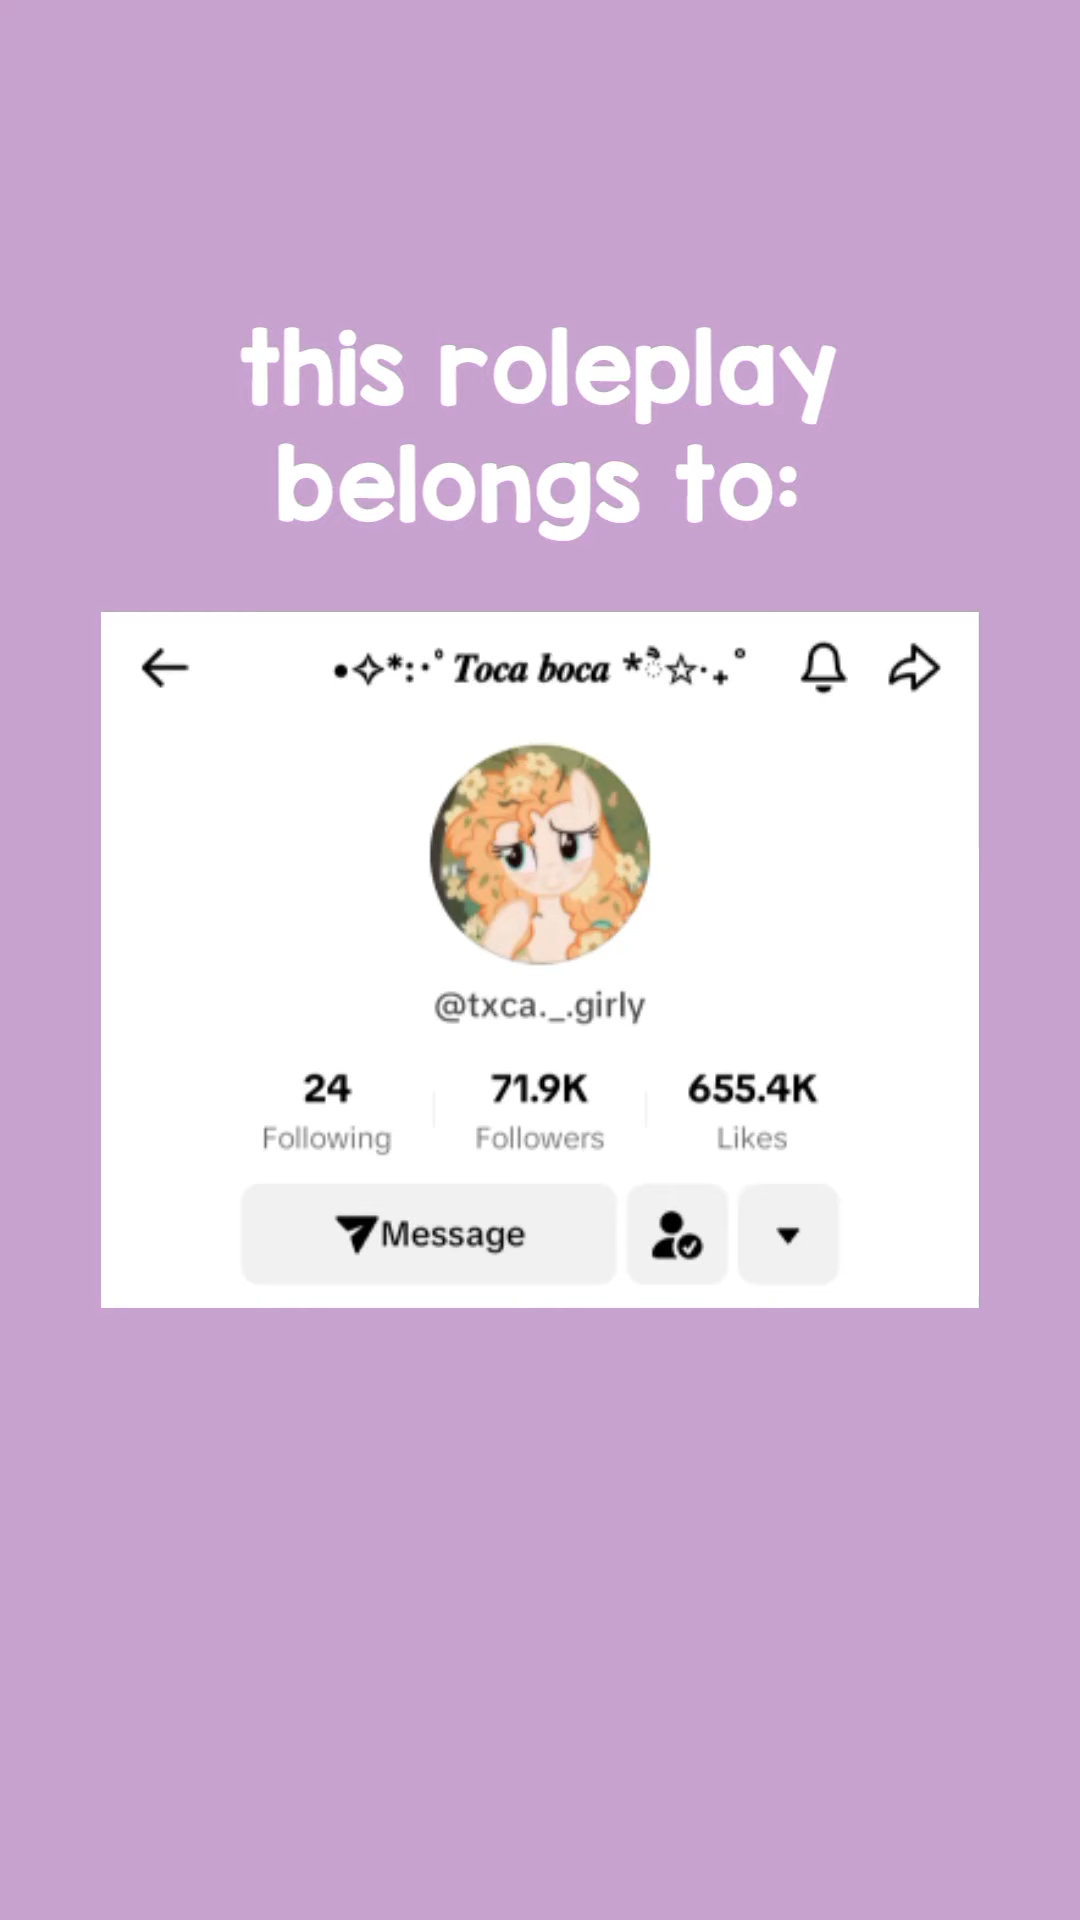 this roleplay
belongs to:
•✧*:·˚ Toca boca *ੈ☆·₊˚
@txca._.girly
24 71.9K 655.4K
Following Followers Likes
Message